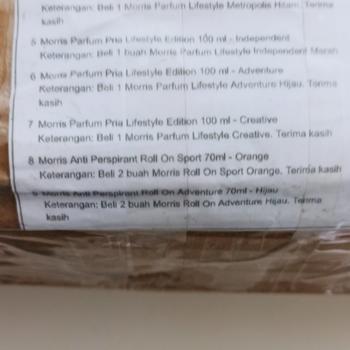 Keterangan: Beli 1 Morris Parfum Lifestyle Metropolis Hitam. Terima
kasih
5 Morris Parfum Pria Lifestyle Edition 100 ml - Independent
Keterangan: Beli 1 buah Morris Parfum Lifestyle Independent Merah
6 Morris Parfum Pria Lifestyle Edition 100 ml - Adventure
Keterangan: Beli 1 Morris Parfum Lifestyle Adventure Hijau. Terima
kasih
7 Morris Parfum Pria Lifestyle Edition 100 ml - Creative
Keterangan: Beli 1 Morris Parfum Lifestyle Creative. Terima kasih
8 Morris Anti Perspirant Roll On Sport 70ml - Orange
Keterangan: Beli 2 buah Morris Roll On Sport Orange. Terima kasih
9 Morris Anti Perspirant Roll On Adventure 70ml - Hijau
Keterangan: Beli 2 buah Morris Roll On Adventure Hijau. Terima
kasih